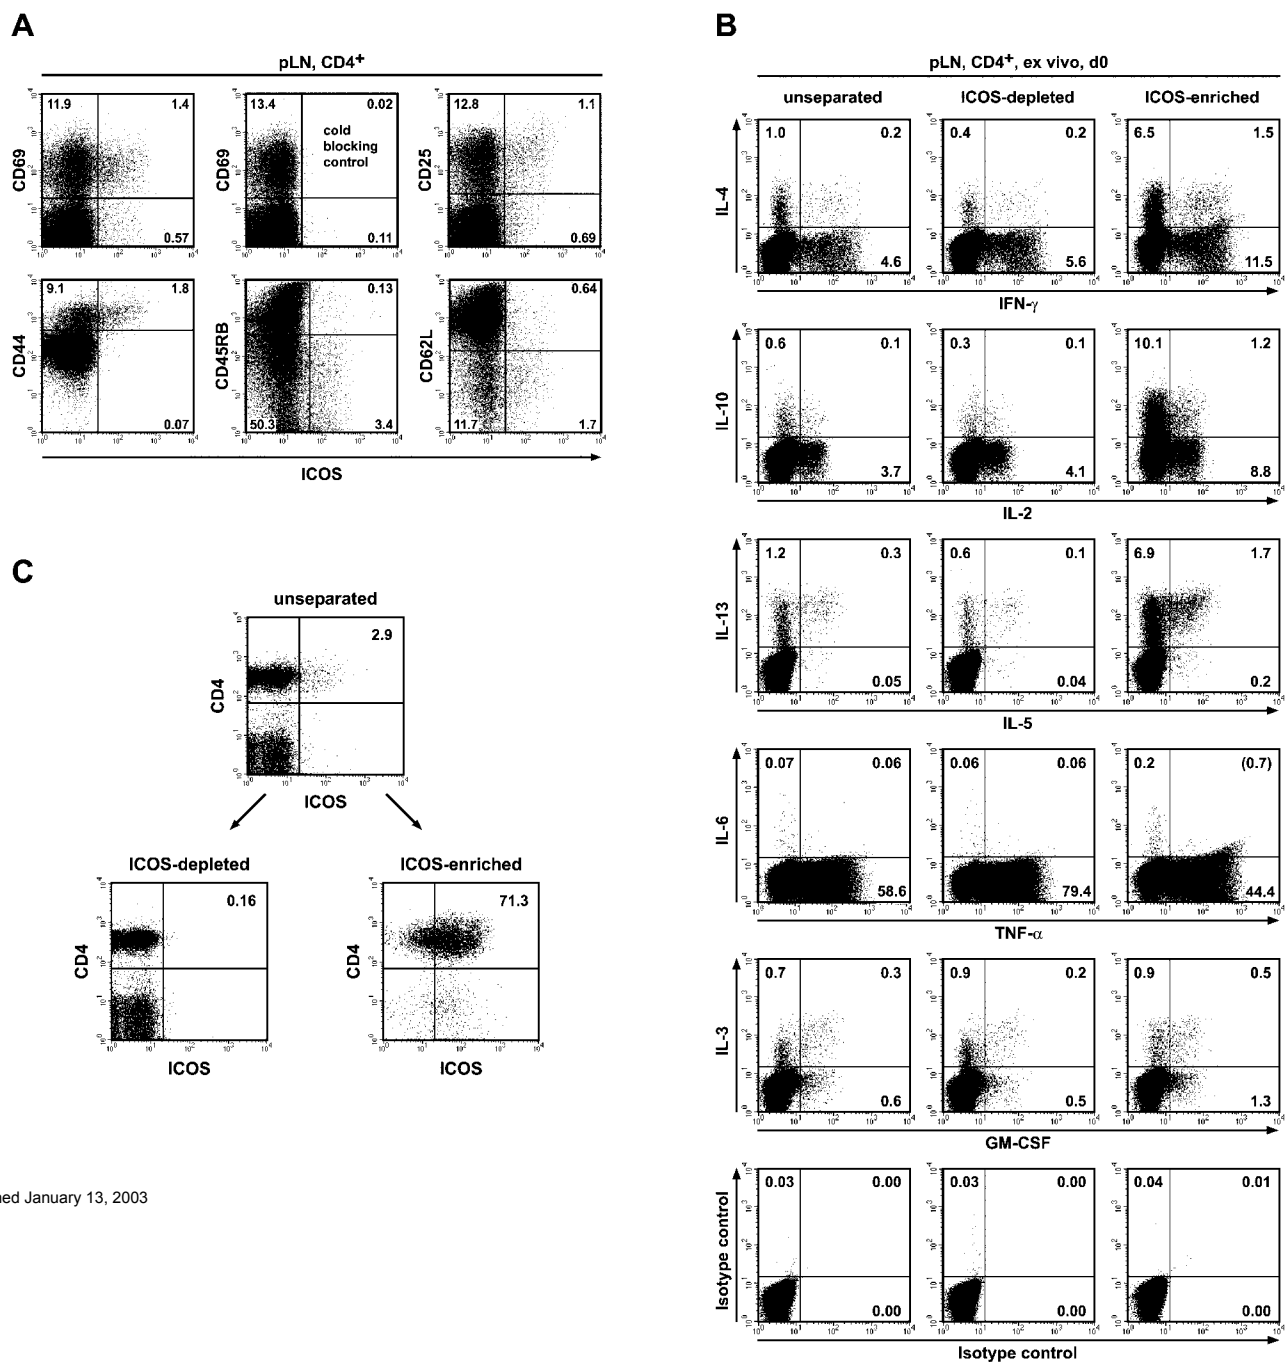 A
pLN, CD4+
11.9 1.4
CD69
0.57
13.4 0.02
cold
blocking
control
CD69
0.11
12.8 1.1
CD25
0.69
9.1 1.8
CD44
0.07
0.13
CD45RB
50.3 3.4
0.64
CD62L
11.7 1.7
ICOS
B
pLN, CD4+, ex vivo, d0
unseparated ICOS-depleted ICOS-enriched
1.0 0.2 0.4 0.2 6.5 1.5
IL-4
4.6 5.6 11.5
IFN-γ
0.6 0.1 0.3 0.1 10.1 1.2
IL-10
3.7 4.1 8.8
IL-2
1.2 0.3 0.6 0.1 6.9 1.7
IL-13
0.05 0.04 0.2
IL-5
0.07 0.06 0.06 0.06 0.2 (0.7)
IL-6
58.6 79.4 44.4
TNF-α
0.7 0.3 0.9 0.2 0.9 0.5
IL-3
0.6 0.5 1.3
GM-CSF
0.03 0.00 0.03 0.00 0.04 0.01
Isotype control
0.00 0.00 0.00
Isotype control
C
unseparated
2.9
CD4
ICOS
ICOS-depleted ICOS-enriched
0.16 71.3
CD4 CD4
ICOS ICOS
ned January 13, 2003